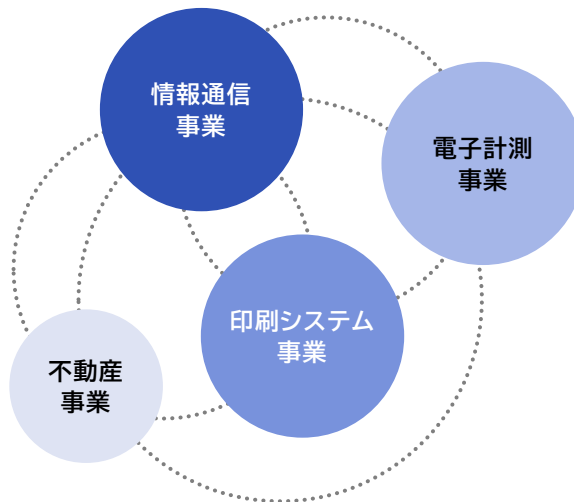 情報通信
事業
電子計測
事業
印刷システム
事業
不動産
事業